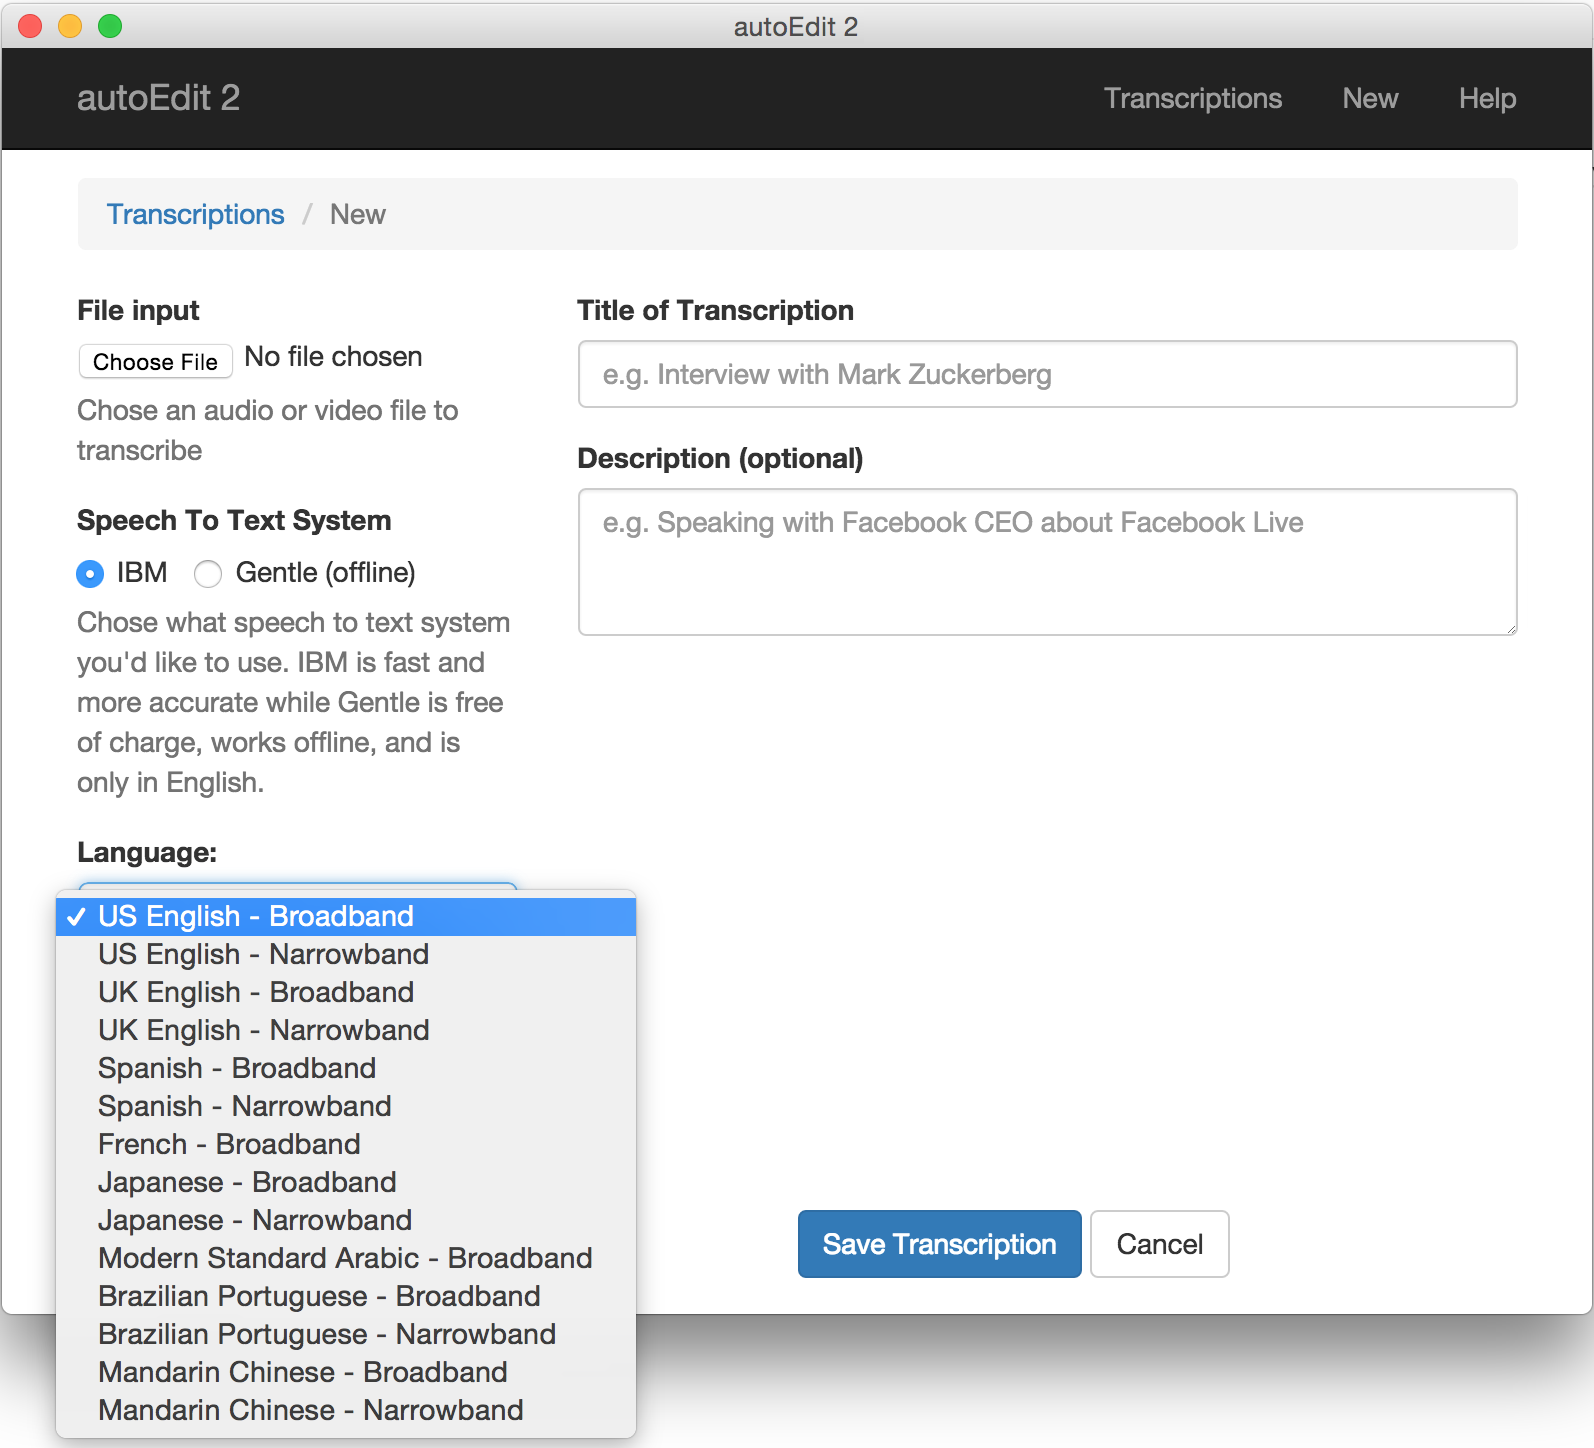 autoEdit 2
autoEdit 2
Transcriptions
New
Help
Transcriptions / New
File input
Choose File No file chosen
Chose an audio or video file to
transcribe
Speech To Text System
IBM
Gentle (offline)
Chose what speech to text system
you'd like to use. IBM is fast and
more accurate while Gentle is free
of charge, works offline, and is
only in English.
Language:
US English - Broadband
US English - Narrowband
UK English - Broadband
UK English - Narrowband
Spanish - Broadband
Spanish - Narrowband
French - Broadband
Japanese - Broadband
Japanese - Narrowband
Modern Standard Arabic - Broadband
Brazilian Portuguese - Broadband
Brazilian Portuguese - Narrowband
Mandarin Chinese - Broadband
Mandarin Chinese - Narrowband
Title of Transcription
e.g. Interview with Mark Zuckerberg
Description (optional)
e.g. Speaking with Facebook CEO about Facebook Live
Save Transcription
Cancel